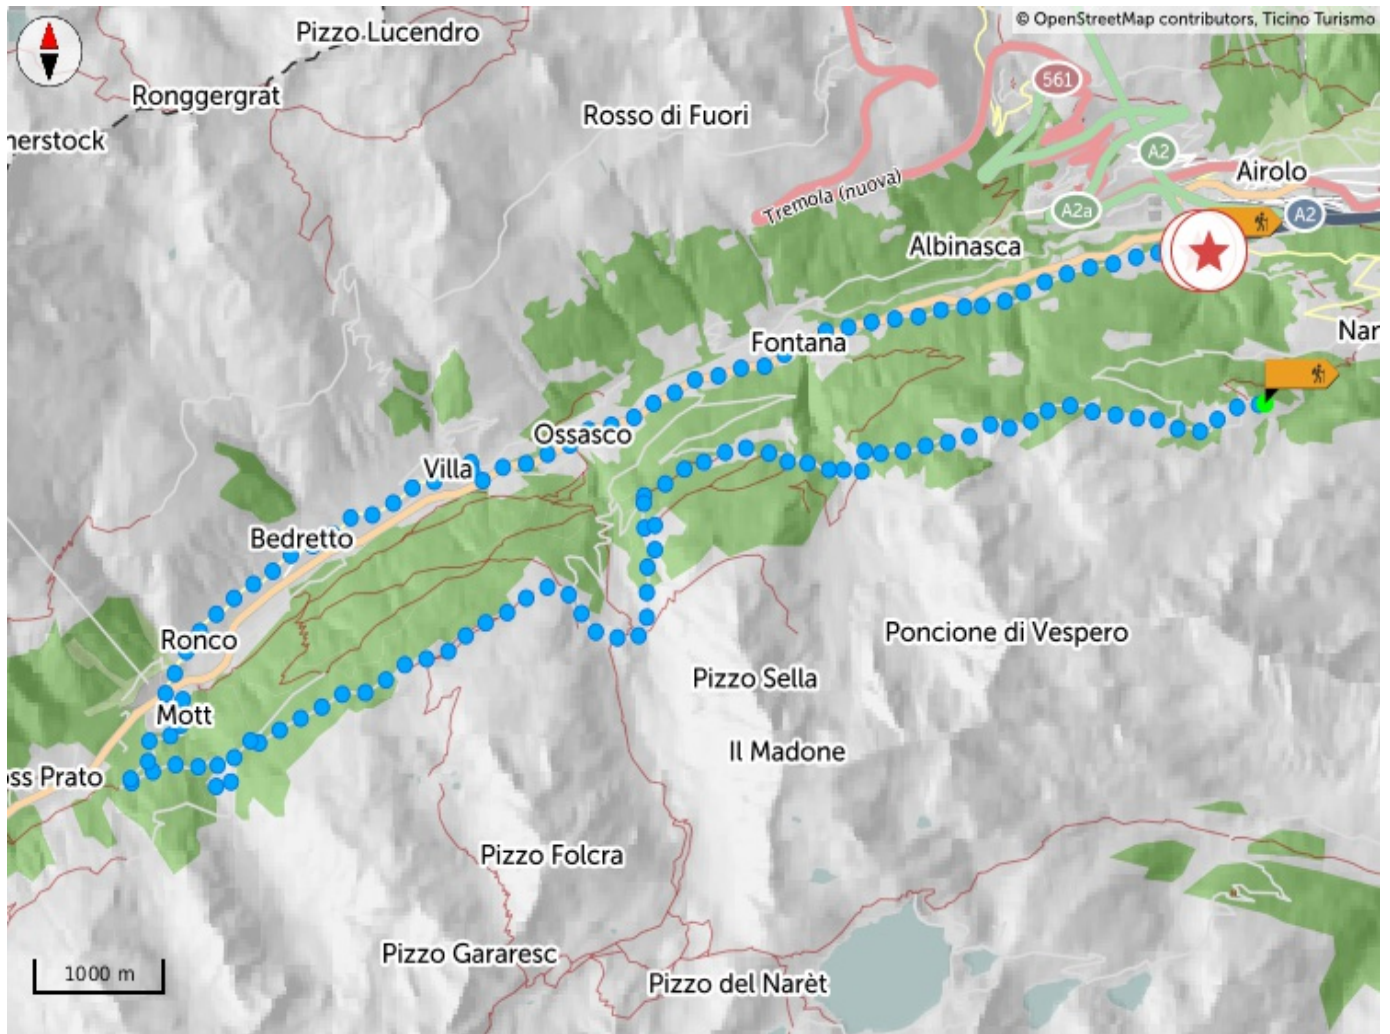 © OpenStreetMap contributors, Ticino Turismo
Pizzo Lucendro
Ronggergrat
nerstock
Rosso di Fuori
561
A2
Airolo
Tremola (nuova)
A2a
A2
Albinasca
Fontana
Nar
Ossasco
Villa
Bedretto
Ronco
Poncione di Vespero
Pizzo Sella
Mott
Il Madone
oss Prato
Pizzo Folcra
Pizzo Gararesc
1000 m
Pizzo del Narèt